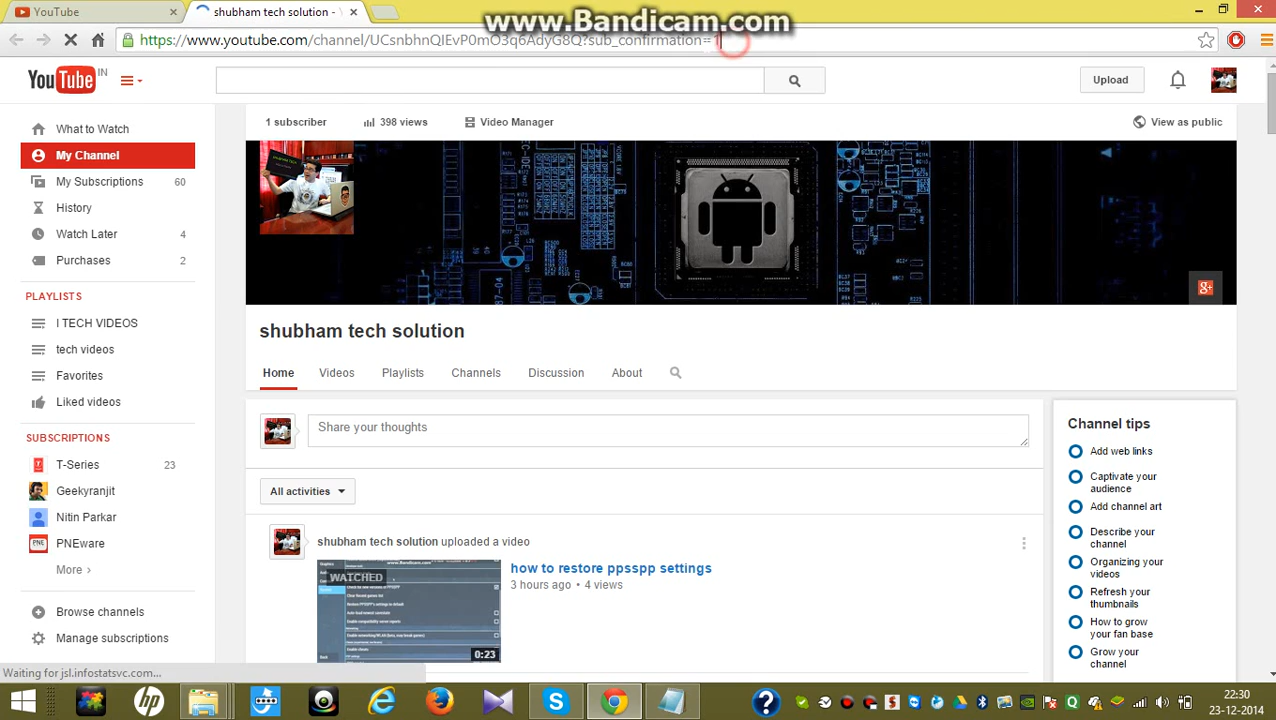 YouTube
shubham tech solution -
www.Bandicam.com
https://www.youtube.com/channel/UCsnbhnQIEvP0mO3q6AdyG8Q?sub_confirmation=1
YouTube IN
Upload
What to Watch
My Channel
My Subscriptions 60
History
Watch Later 4
Purchases 2
PLAYLISTS
I TECH VIDEOS
tech videos
Favorites
Liked videos
SUBSCRIPTIONS
T-Series 23
Geekyranjit
Nitin Parkar
PNEware
More ›
Browse channels
Manage subscriptions
1 subscriber
398 views
Video Manager
View as public
shubham tech solution
Home
Videos
Playlists
Channels
Discussion
About
Share your thoughts
All activities
shubham tech solution uploaded a video
WATCHED
0:23
how to restore ppsspp settings
3 hours ago • 4 views
Channel tips
Add web links
Captivate your
audience
Add channel art
Describe your
channel
Organizing your
videos
Refresh your
thumbnails
How to grow
Grow your
channel
Waiting for jsl.infostatsvc.com...
22:30
23-12-2014